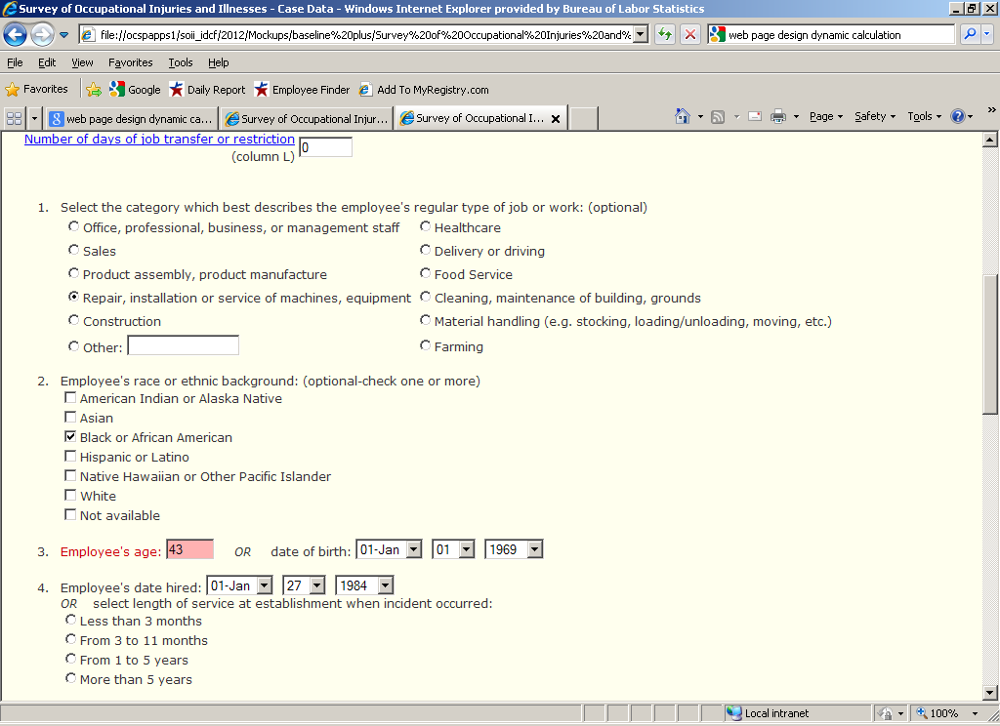 Survey of Occupational Injuries and Illnesses - Case Data - Windows Internet Explorer provided by Bureau of Labor Statistics
file://ocspapps1/soii_idcf/2012/Mockups/baseline%20plus/Survey%20of%20Occupational%20Injuries%20and%
web page design dynamic calculation
File Edit View Favorites Tools Help
Favorites Google Daily Report Employee Finder Add To MyRegistry.com
web page design dynamic ca... Survey of Occupational Injur... Survey of Occupational I... Page Safety Tools »
Number of days of job transfer or restriction
(column L) 0
1. Select the category which best describes the employee's regular type of job or work: (optional)
Office, professional, business, or management staff Healthcare
Sales Delivery or driving
Product assembly, product manufacture Food Service
Repair, installation or service of machines, equipment Cleaning, maintenance of building, grounds
Construction Material handling (e.g. stocking, loading/unloading, moving, etc.)
Other: Farming
2. Employee's race or ethnic background: (optional-check one or more)
American Indian or Alaska Native
Asian
Black or African American
Hispanic or Latino
Native Hawaiian or Other Pacific Islander
White
Not available
3. Employee's age: 43 OR date of birth: 01-Jan 01 1969
4. Employee's date hired: 01-Jan 27 1984
OR select length of service at establishment when incident occurred:
Less than 3 months
From 3 to 11 months
From 1 to 5 years
More than 5 years
Local intranet 100%